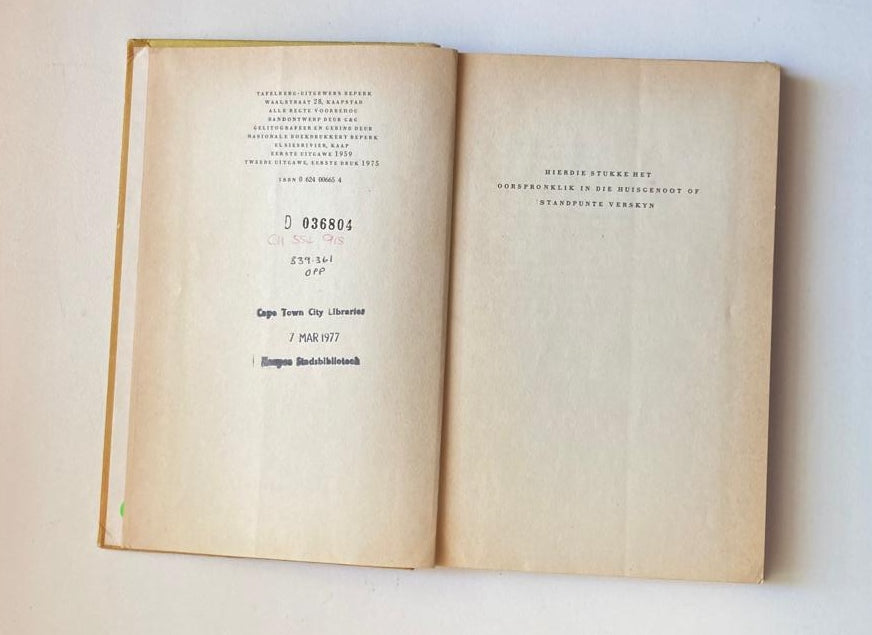 TAFELBERG-UITGEWERS BEPERK
WAALSTRAAT 28, KAAPSTAD
ALLE REGTE VOORBEHOU
BANDONTWERP DEUR G&G
GELITOGRAFEER EN GEBIND DEUR
NASIONALE BOEKDRUKKERY BEPERK
ELSIESRIVIER, KAAP
EERSTE UITGAWE 1959
TWEEDE UITGAWE, EERSTE DRUK 1975
ISBN 0 624 00665 4
D 036804
839.361
OPP
Cape Town City Libraries
7 MAR 1977
Stadsbiblioteek
HIERDIE STUKKE HET
OORSPRONKLIK IN DIE HUISGENOOT OF
STANDPUNTE VERSKYN